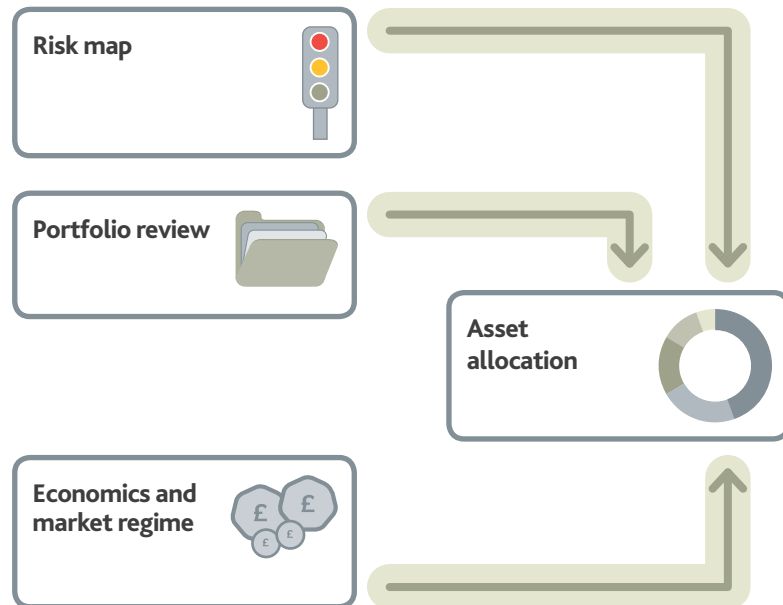 Risk map
Portfolio review
Asset
allocation
Economics and
market regime
£
£
£
£